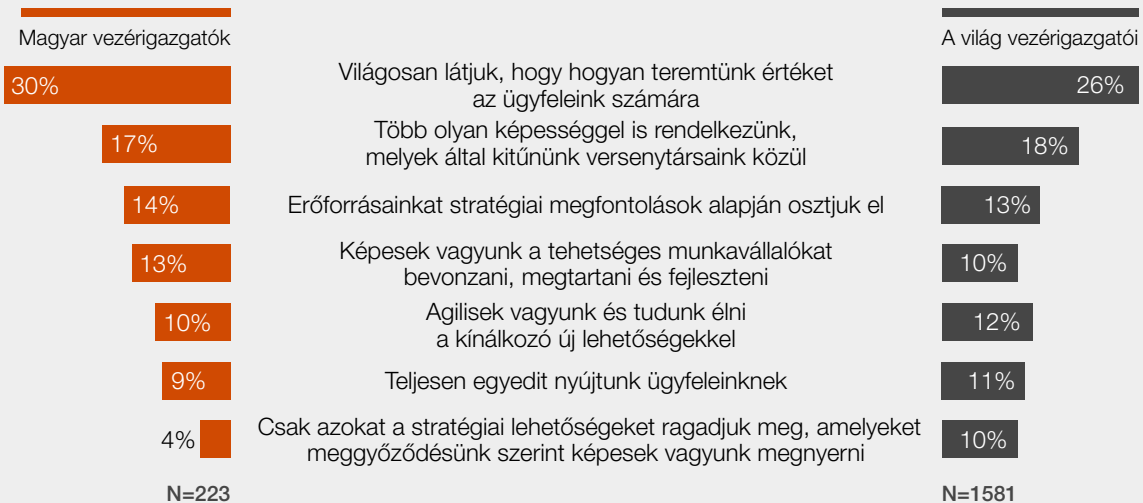 Magyar vezérigazgatók
A világ vezérigazgatói
30%
Világosan látjuk, hogy hogyan teremtünk értéket
az ügyfeleink számára
26%
17%
Több olyan képességgel is rendelkezünk,
melyek által kitűnünk versenytársaink közül
18%
14%
Erőforrásainkat stratégiai megfontolások alapján osztjuk el
13%
13%
Képesek vagyunk a tehetséges munkavállalókat
bevonzani, megtartani és fejleszteni
10%
10%
Agilisek vagyunk és tudunk élni
a kínálkozó új lehetőségekkel
12%
9%
Teljesen egyedit nyújtunk ügyfeleinknek
11%
4%
Csak azokat a stratégiai lehetőségeket ragadjuk meg, amelyeket
meggyőződésünk szerint képesek vagyunk megnyerni
10%
N=223
N=1581